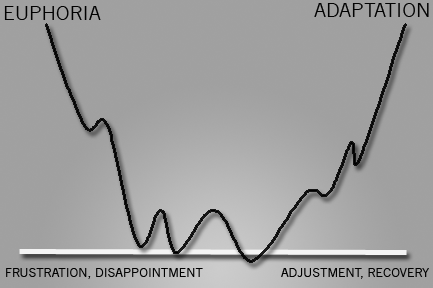 EUPHORIA
ADAPTATION
FRUSTRATION, DISAPPOINTMENT
ADJUSTMENT, RECOVERY